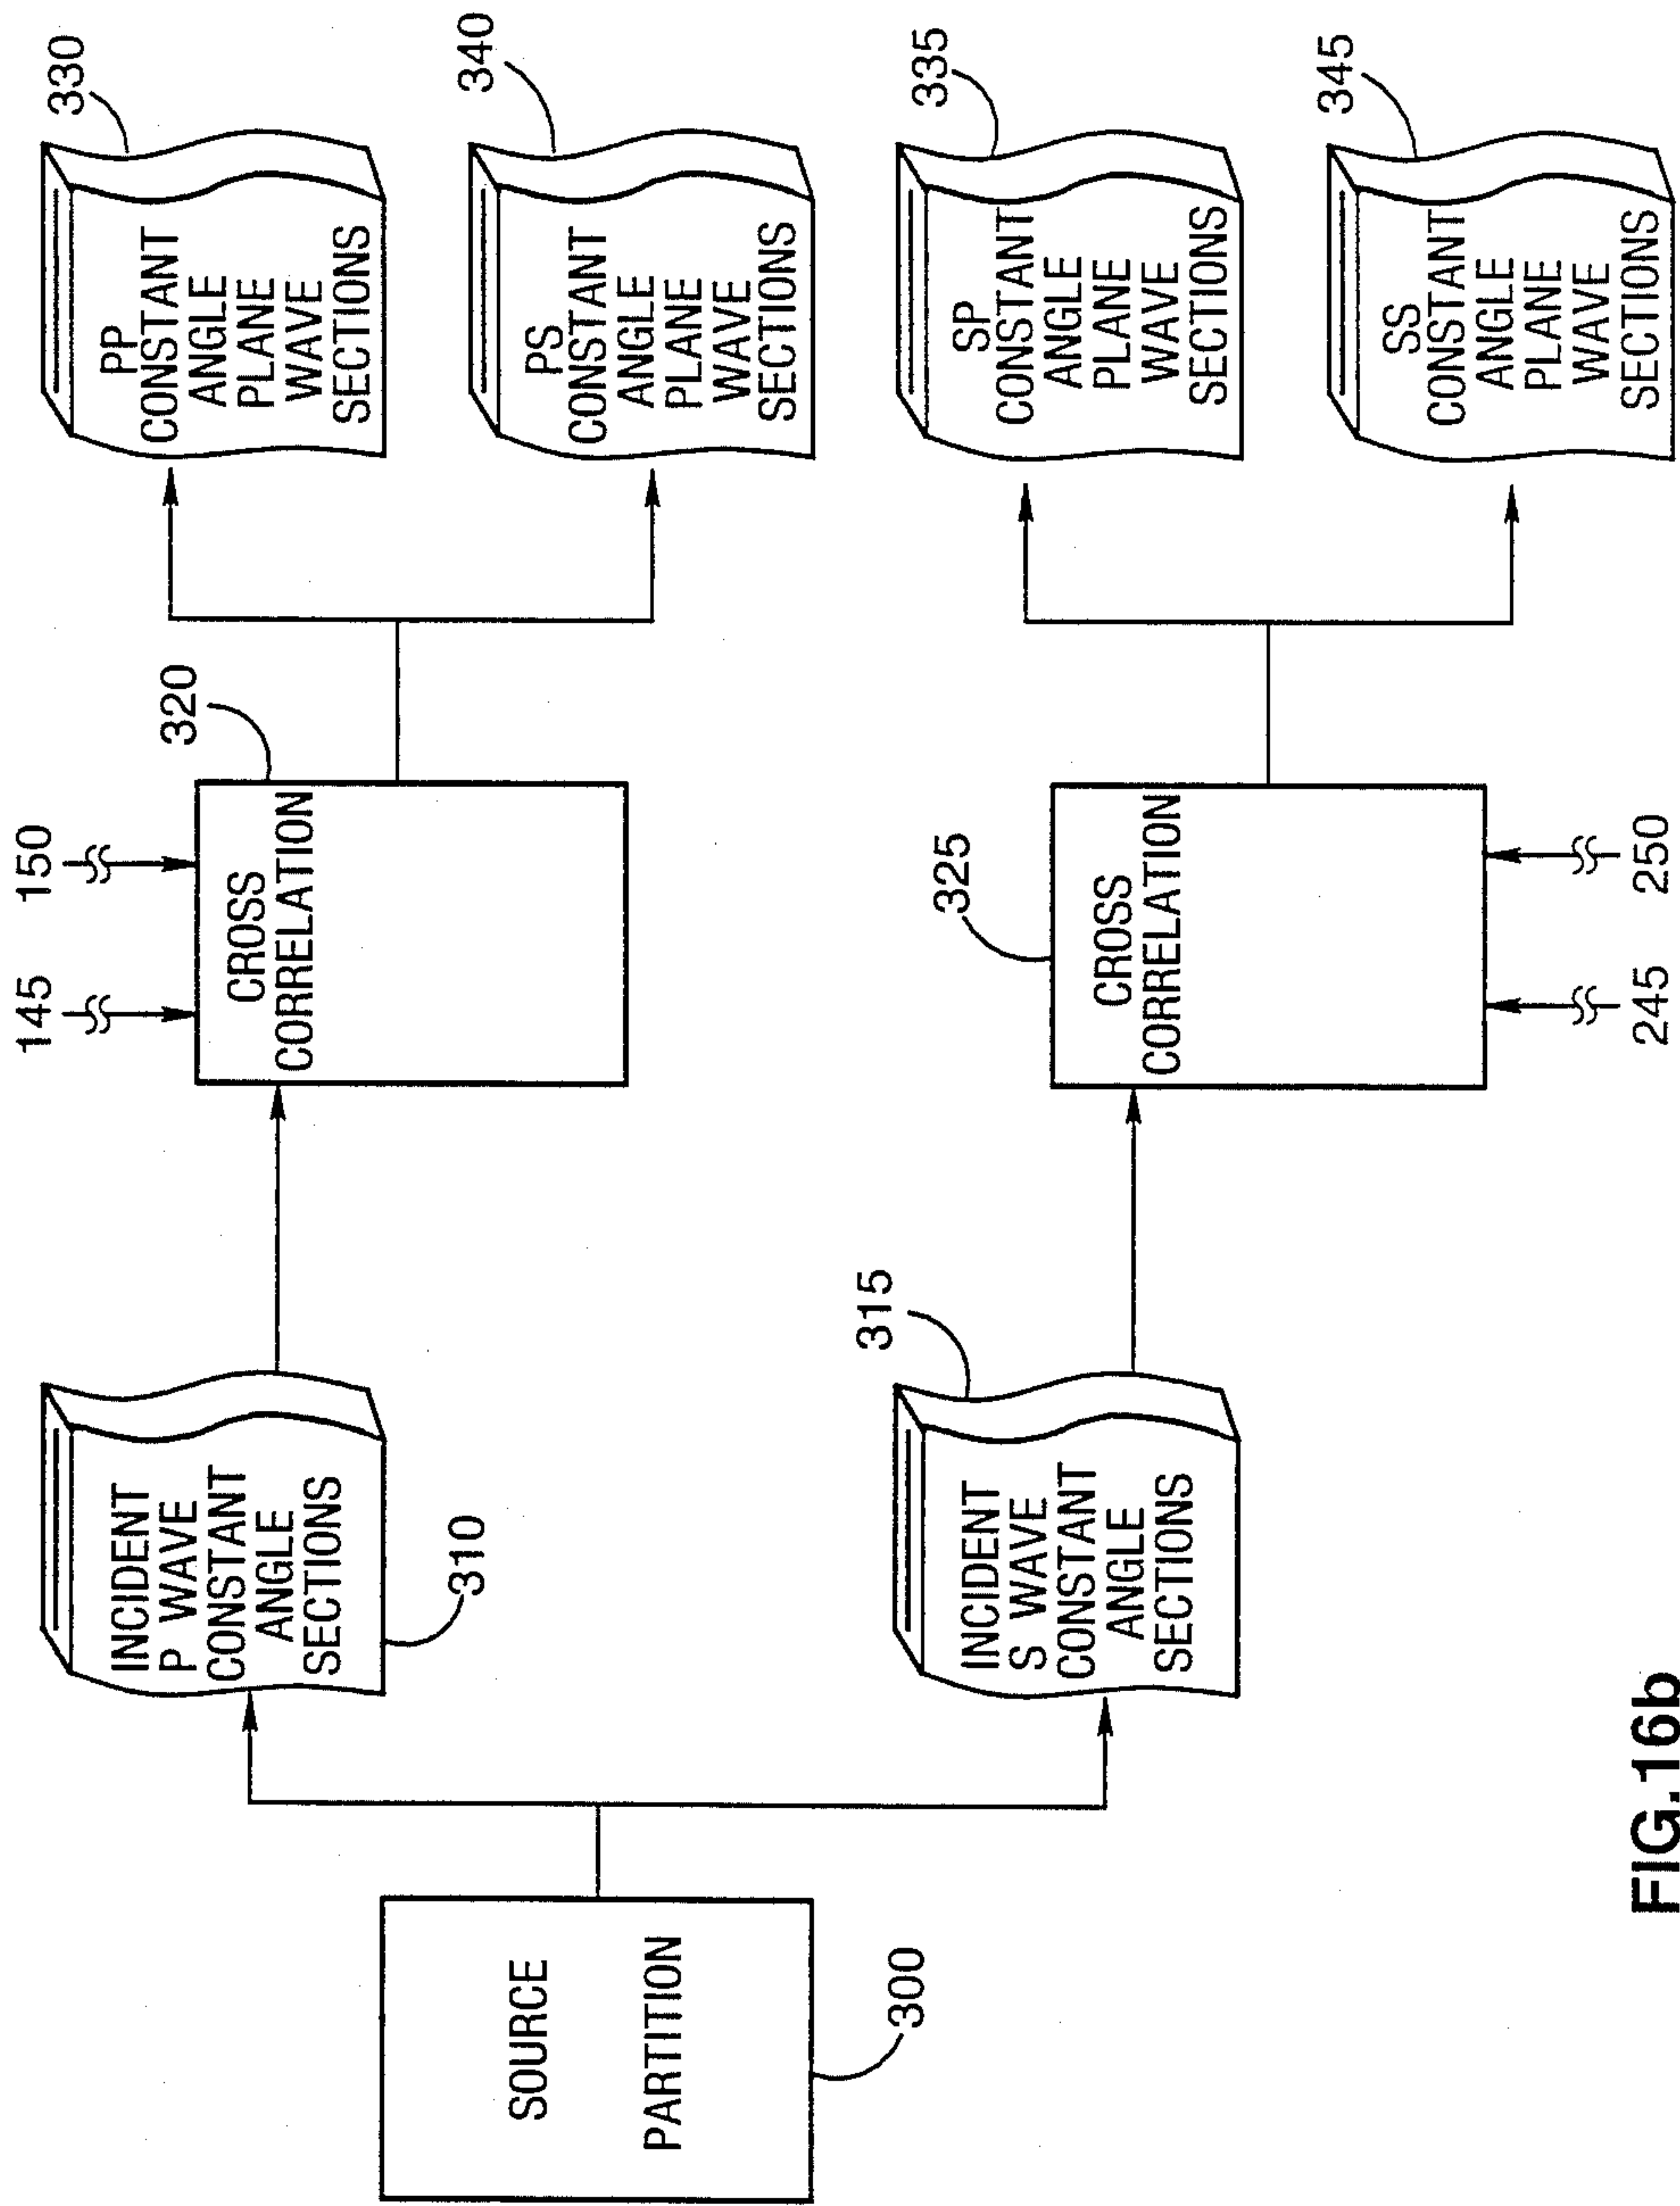 SOURCE
PARTITION
300
INCIDENT
P WAVE
CONSTANT
ANGLE
SECTIONS
310
INCIDENT
S WAVE
CONSTANT
ANGLE
SECTIONS
315
145
150
CROSS
CORRELATION
320
CROSS
CORRELATION
325
245
250
PP
CONSTANT
ANGLE
PLANE
WAVE
SECTIONS
330
PS
CONSTANT
ANGLE
PLANE
WAVE
SECTIONS
340
SP
CONSTANT
ANGLE
PLANE
WAVE
SECTIONS
335
SS
CONSTANT
ANGLE
PLANE
WAVE
SECTIONS
345
FIG.16b